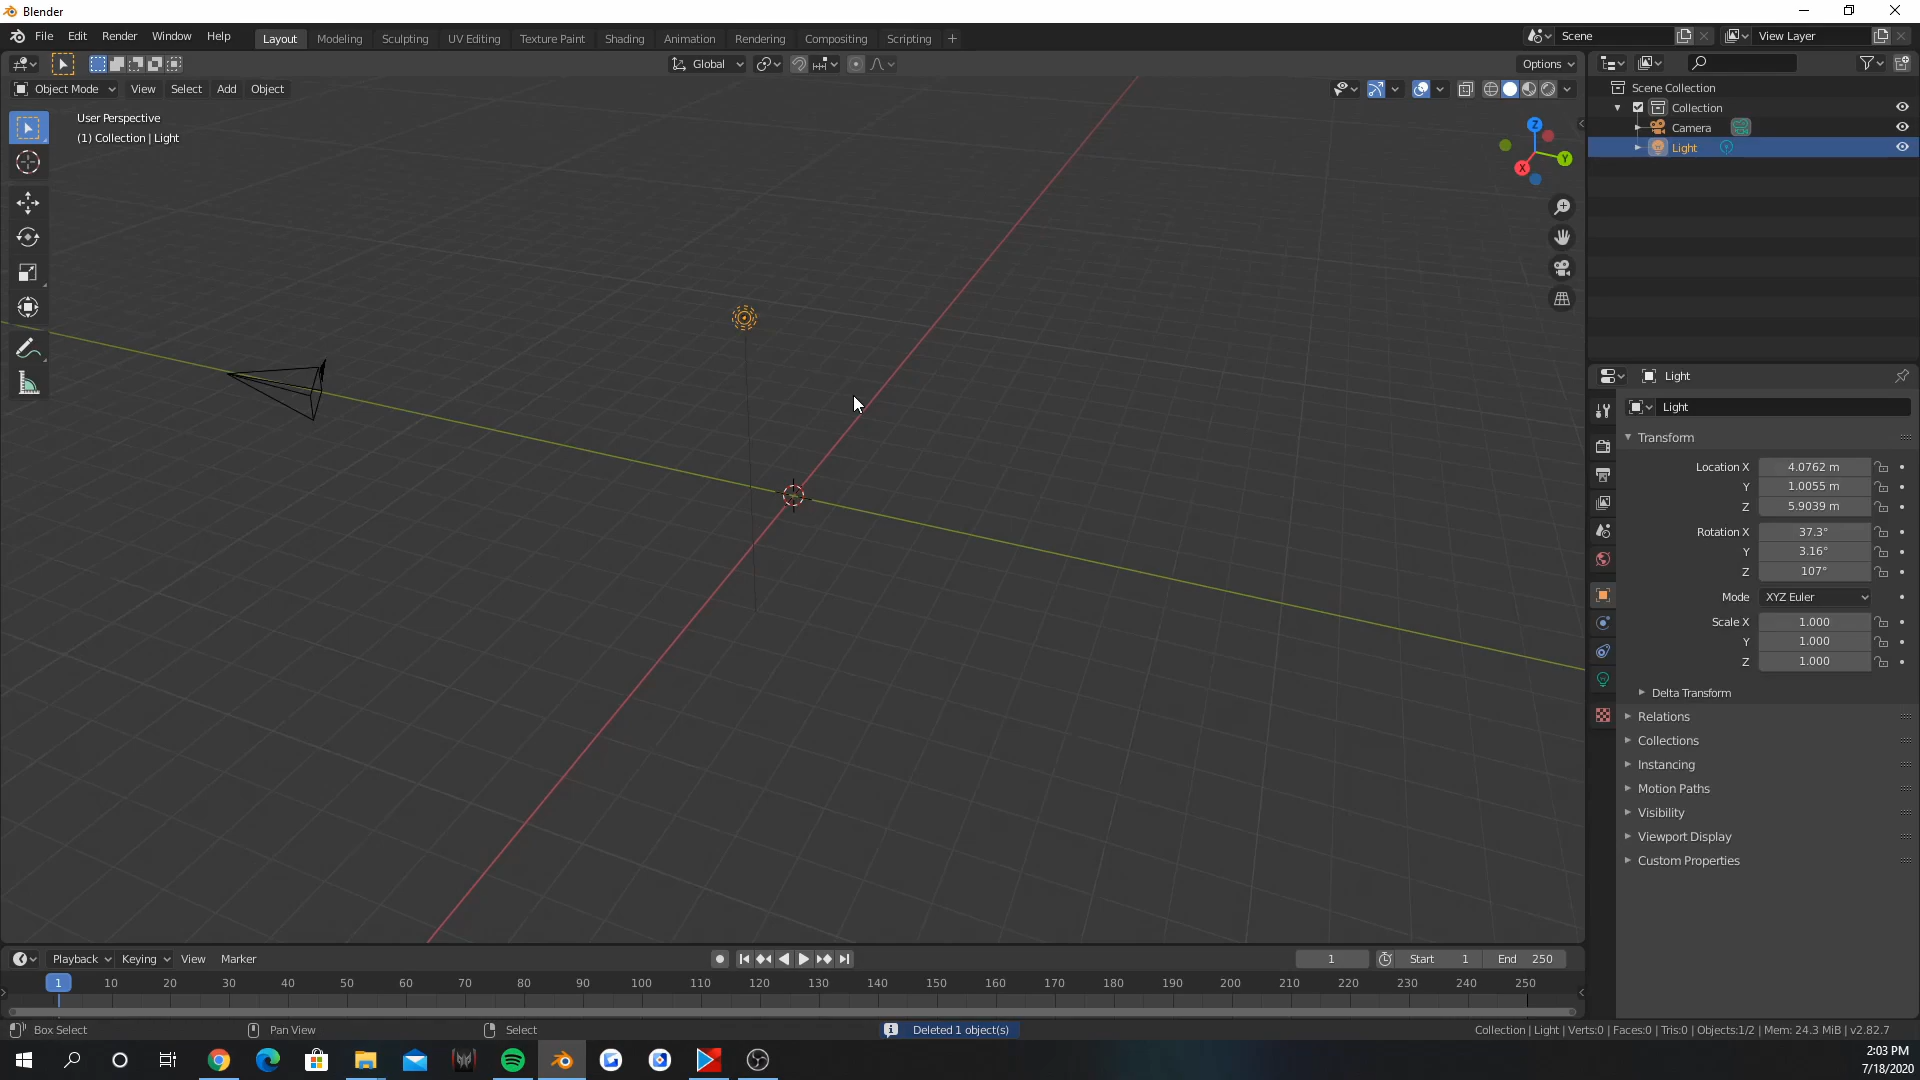 Blender
File Edit Render Window Help Layout Modeling Sculpting UV Editing Texture Paint Shading Animation Rendering Compositing Scripting + Scene View Layer
Global Options
Object Mode View Select Add Object
User Perspective
(1) Collection | Light
Z
Y
X
Scene Collection
Collection
Camera
Light
Light
Light
Transform
Location X 4.0762 m
Y 1.0055 m
Z 5.9039 m
Rotation X 37.3°
Y 3.16°
Z 107°
Mode XYZ Euler
Scale X 1.000
Y 1.000
Z 1.000
Delta Transform
Relations
Collections
Instancing
Motion Paths
Visibility
Viewport Display
Custom Properties
Playback Keying View Marker 1 Start 1 End 250
1 10 20 30 40 50 60 70 80 90 100 110 120 130 140 150 160 170 180 190 200 210 220 230 240 250
Box Select Pan View Select Deleted 1 object(s) Collection | Light | Verts:0 | Faces:0 | Tris:0 | Objects:1/2 | Mem: 24.3 MiB | v2.82.7
2:03 PM
7/18/2020